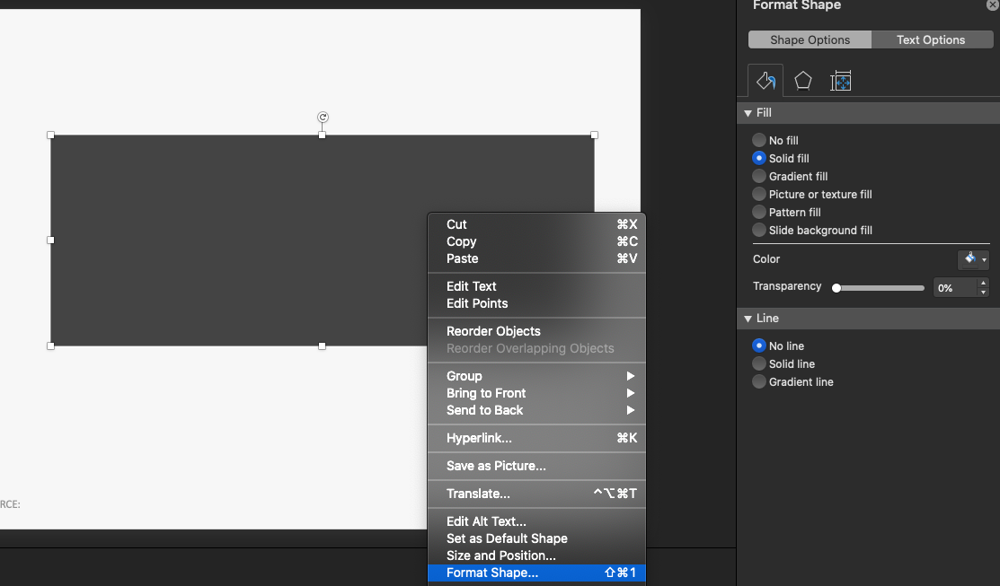 Format Shape
Shape Options
Text Options
Fill
No fill
Solid fill
Gradient fill
Picture or texture fill
Pattern fill
Slide background fill
Color
Transparency
0%
Line
No line
Solid line
Gradient line
Cut ⌘X
Copy ⌘C
Paste ⌘V
Edit Text
Edit Points
Reorder Objects
Reorder Overlapping Objects
Group
Bring to Front
Send to Back
Hyperlink... ⌘K
Save as Picture...
Translate... ^⌥⌘T
Edit Alt Text...
Set as Default Shape
Size and Position...
Format Shape... ⇧⌘1
RCE: